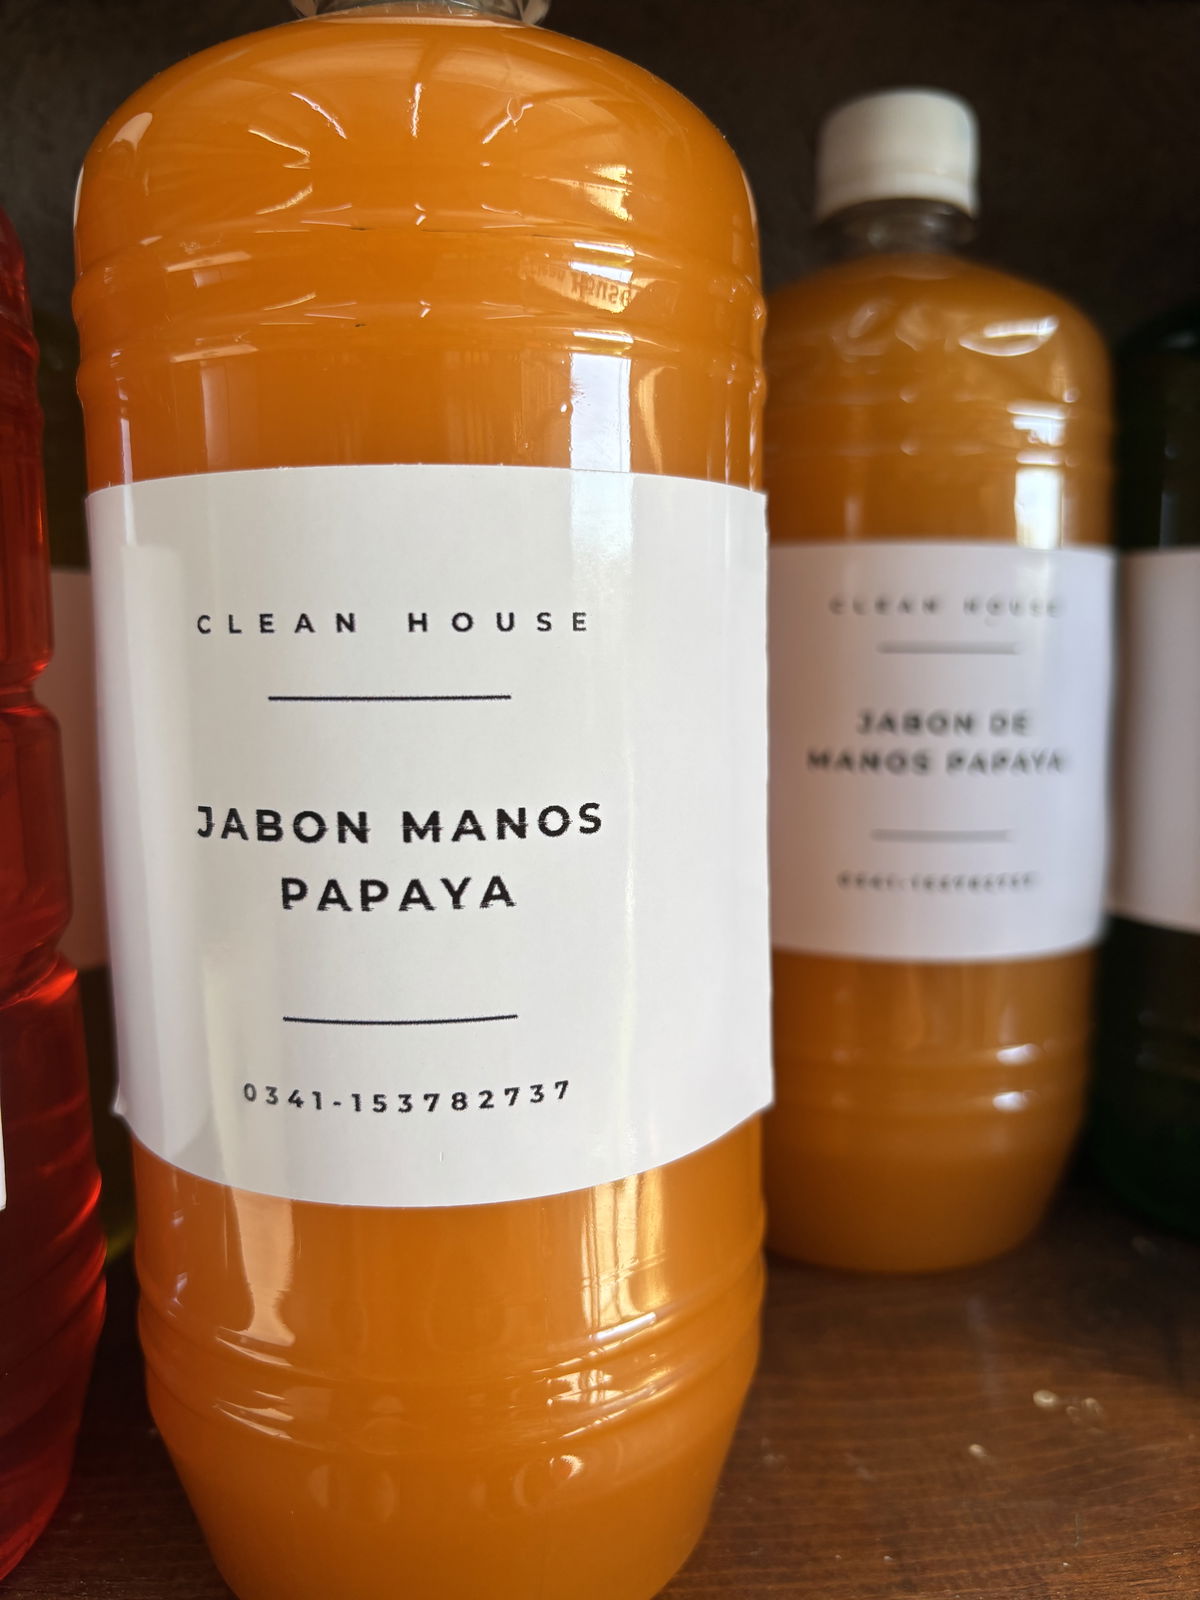 CLEAN HOUSE
JABON MANOS
PAPAYA
0341-153782737
CLEAN HOUSE
JABON DE
MANOS PAPAYA